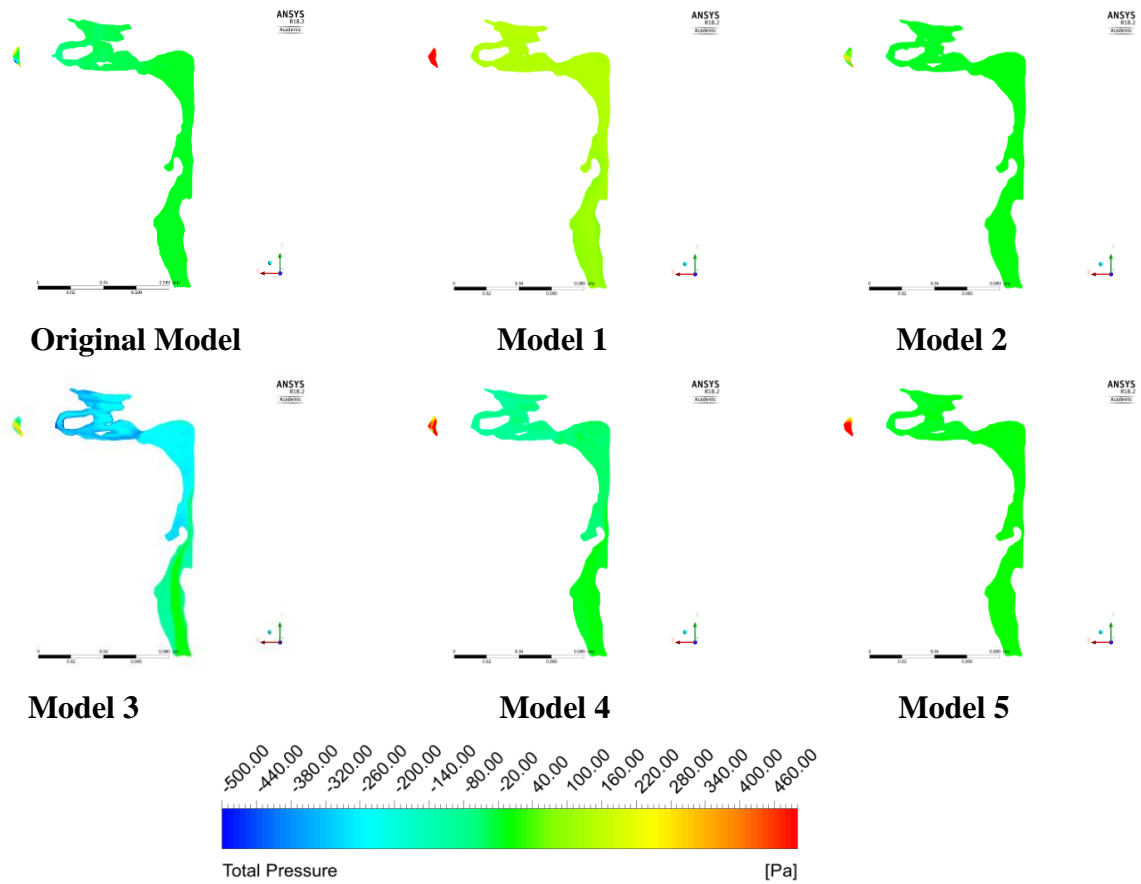 ANSYS ANSYS ANSYS
R18.2 R18.2 R18.2
Academic Academic Academic
Original Model Model 1 Model 2
ANSYS ANSYS ANSYS
R18.2 R18.2 R18.2
Academic Academic Academic
Model 3 Model 4 Model 5
-500.00 -440.00 -380.00 -320.00 -260.00 -200.00 -140.00 -80.00 -20.00 40.00 100.00 160.00 220.00 280.00 340.00 400.00 460.00
Total Pressure [Pa]